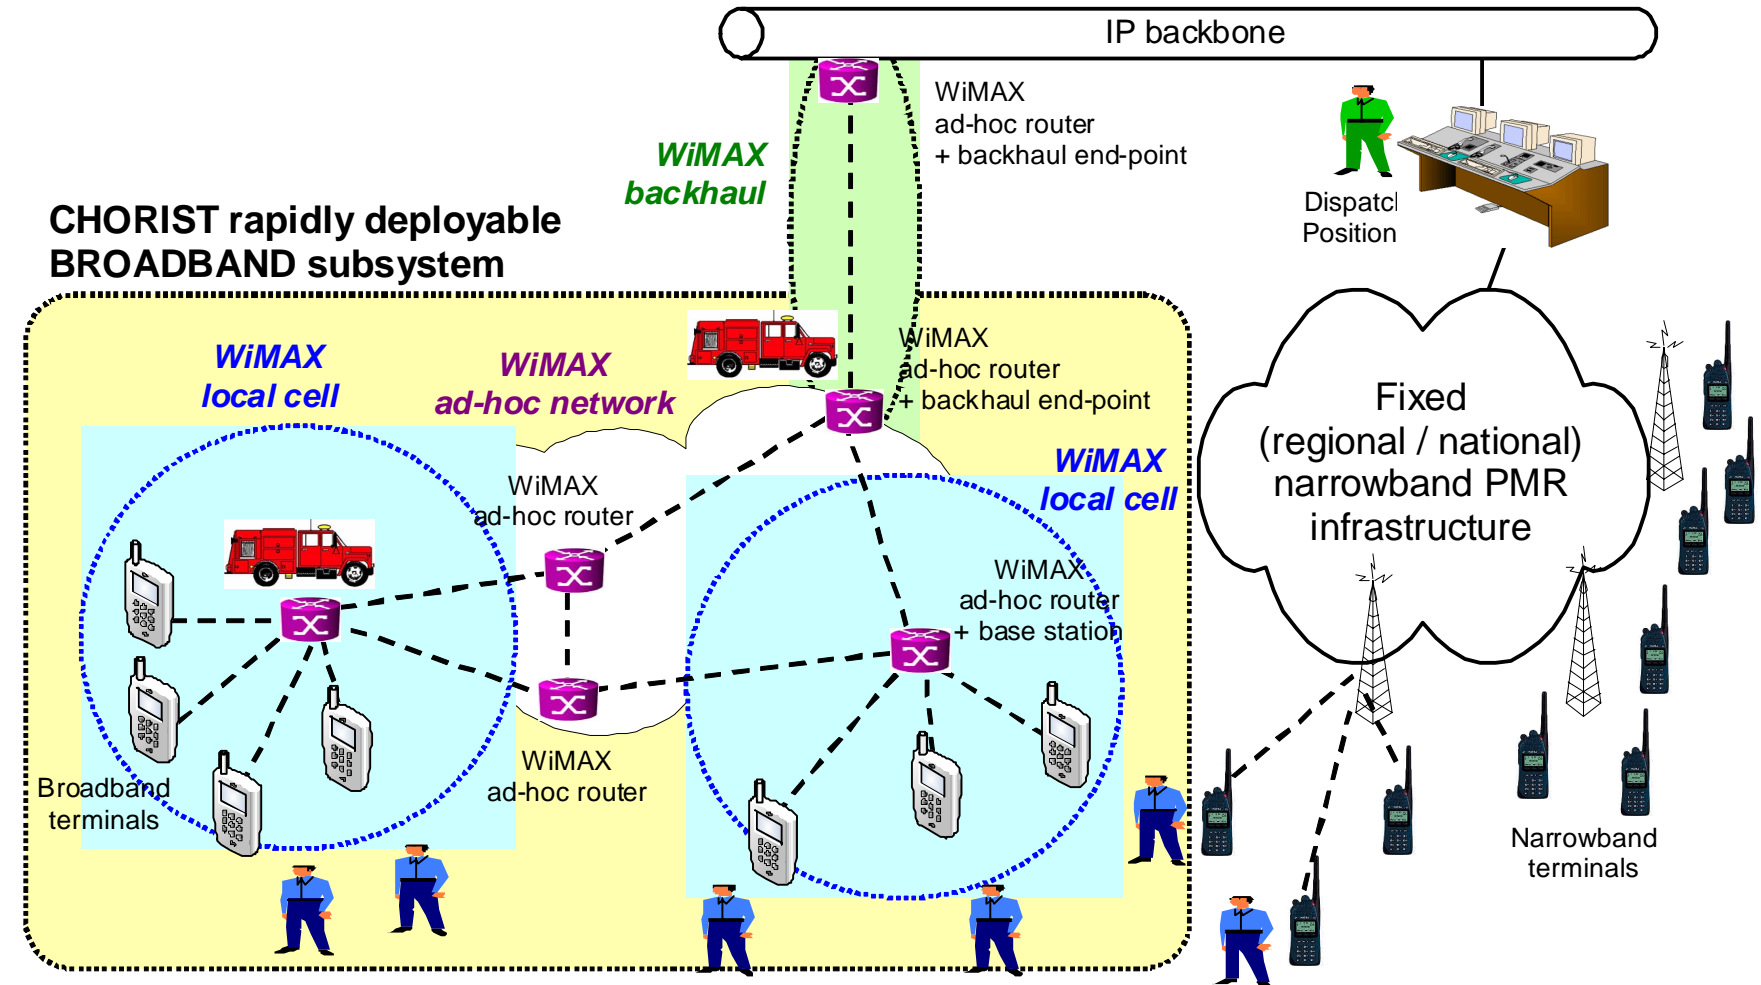 IP backbone
WiMAX
ad-hoc router
+ backhaul end-point
WiMAX
backhaul
Dispatc
Position
CHORIST rapidly deployable
BROADBAND subsystem
WiMAX
local cell
WiMAX
ad-hoc network
WiMAX
ad-hoc router
+ backhaul end-point
Fixed
(regional / national)
narrowband PMR
infrastructure
WiMAX
local cell
WiMAX
ad-hoc router
WiMAX
ad-hoc router
+ base station
WiMAX
ad-hoc router
Broadband
terminals
Narrowband
terminals